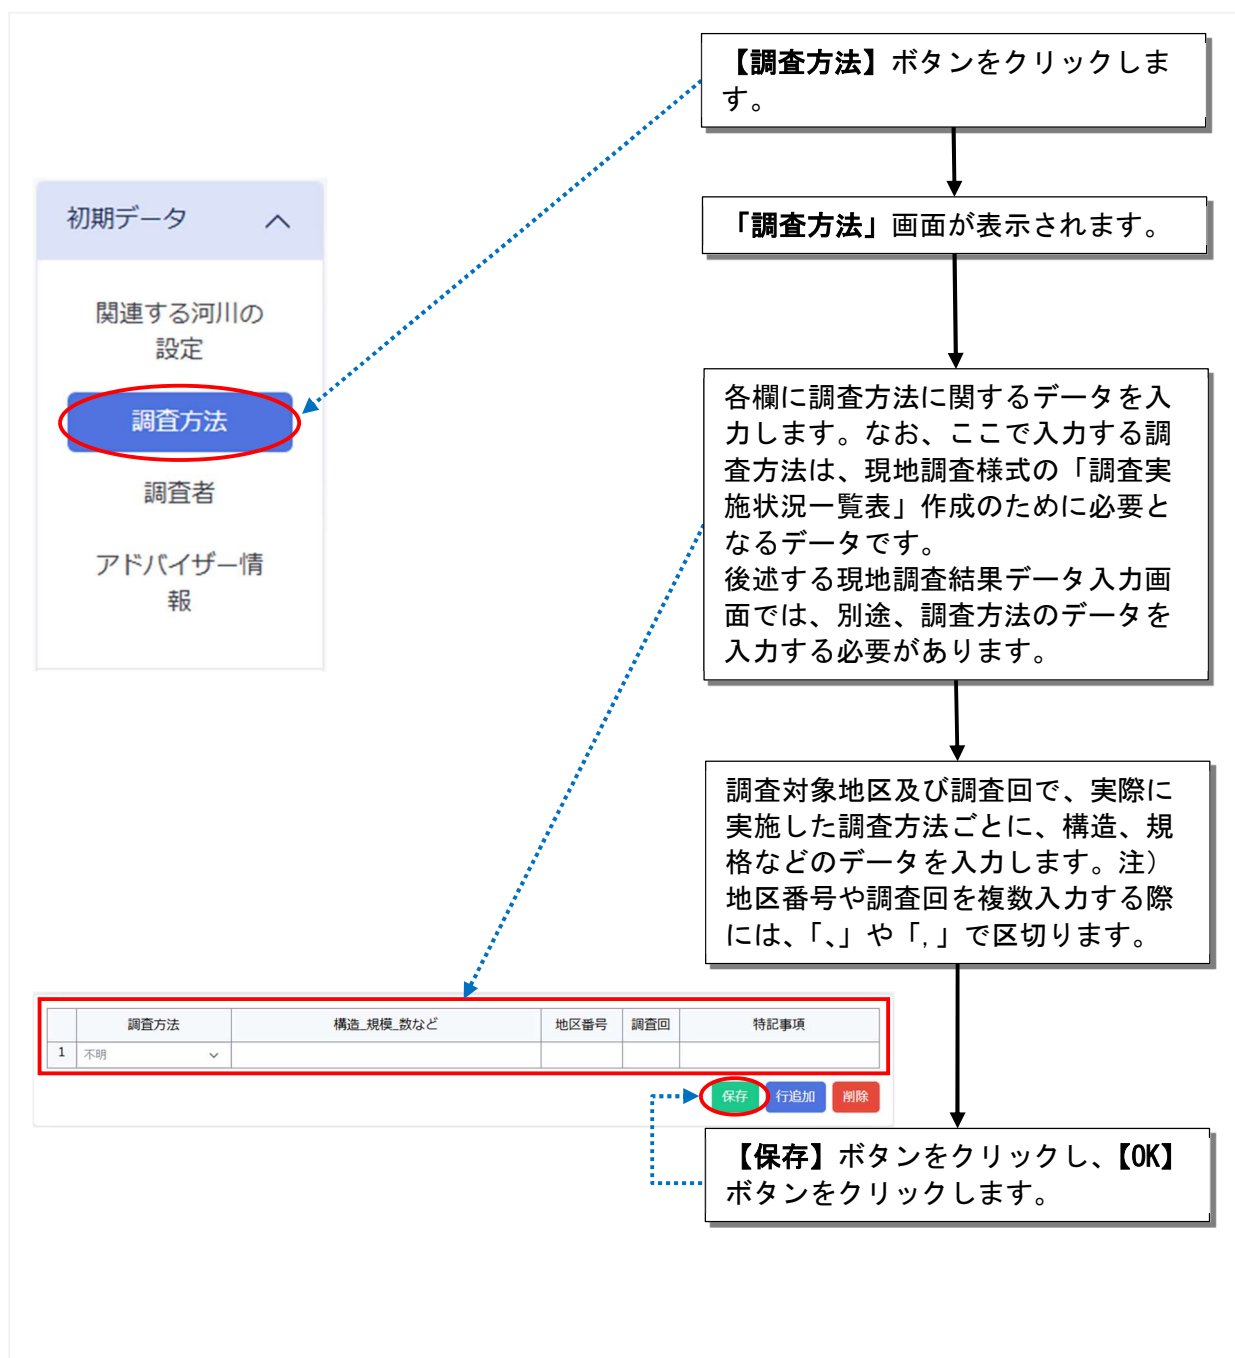 【調査方法】ボタンをクリックしま
す。
「調査方法」画面が表示されます。
初期データ
関連する河川の
設定
調査方法
調査者
アドバイザー情
報
各欄に調査方法に関するデータを入
力します。なお、ここで入力する調
査方法は、現地調査様式の「調査実
施状況一覧表」作成のために必要と
なるデータです。
後述する現地調査結果データ入力画
面では、別途、調査方法のデータを
入力する必要があります。
調査対象地区及び調査回で、実際に
実施した調査方法ごとに、構造、規
格などのデータを入力します。注）
地区番号や調査回を複数入力する際
には、「、」や「,」で区切ります。
調査方法 構造_規模_数など 地区番号 調査回 特記事項
1 不明
保存 行追加 削除
【保存】ボタンをクリックし、【OK】
ボタンをクリックします。